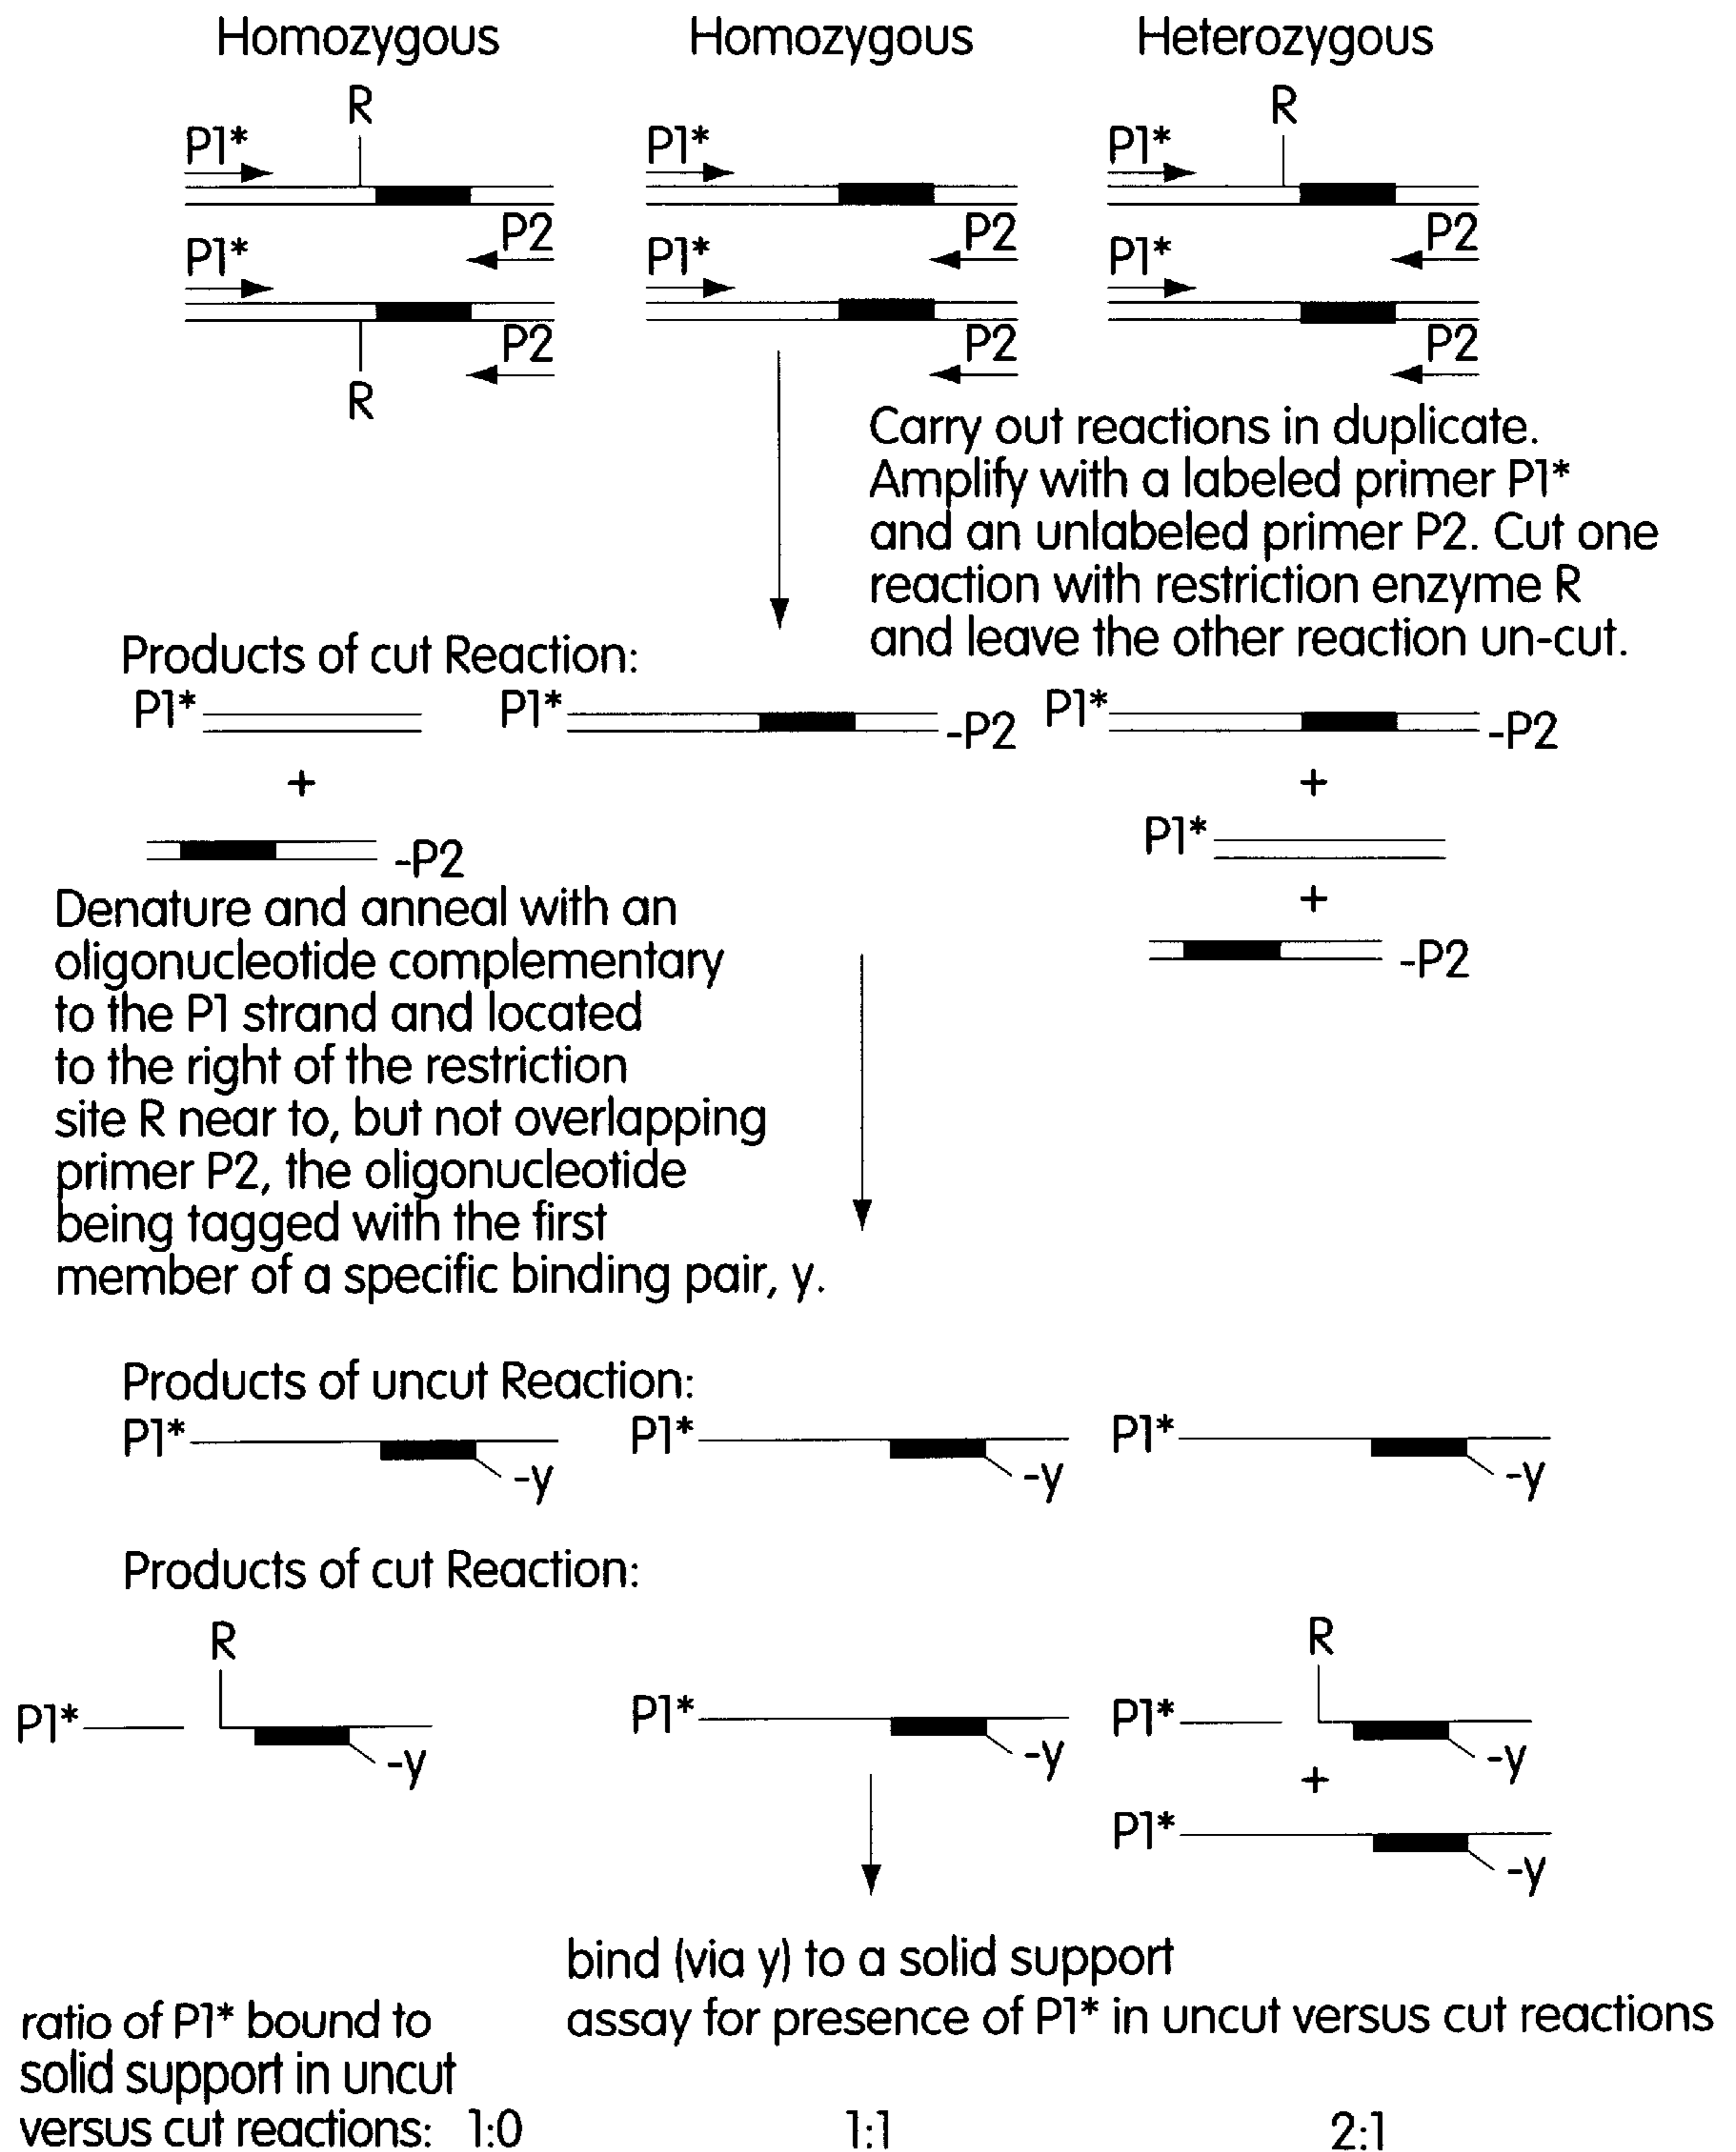 Homozygous Homozygous Heterozygous
R R
P1* P1* P1*
P2 P2 P2
P1* P1* P1*
P2 P2 P2
R
Carry out reactions in duplicate.
Amplify with a labeled primer P1*
and an unlabeled primer P2. Cut one
reaction with restriction enzyme R
and leave the other reaction un-cut.
Products of cut Reaction:
P1* P1* -P2 P1* -P2
+ +
P1*
-P2
+
-P2
Denature and anneal with an
oligonucleotide complementary
to the P1 strand and located
to the right of the restriction
site R near to, but not overlapping
primer P2, the oligonucleotide
being tagged with the first
member of a specific binding pair, y.
Products of uncut Reaction:
P1* P1* P1*
-y -y -y
Products of cut Reaction:
R R
P1* P1* P1*
-y -y -y
+
P1*
-y
bind (via y) to a solid support
assay for presence of P1* in uncut versus cut reactions
ratio of P1* bound to
solid support in uncut
versus cut reactions: 1:0 1:1 2:1